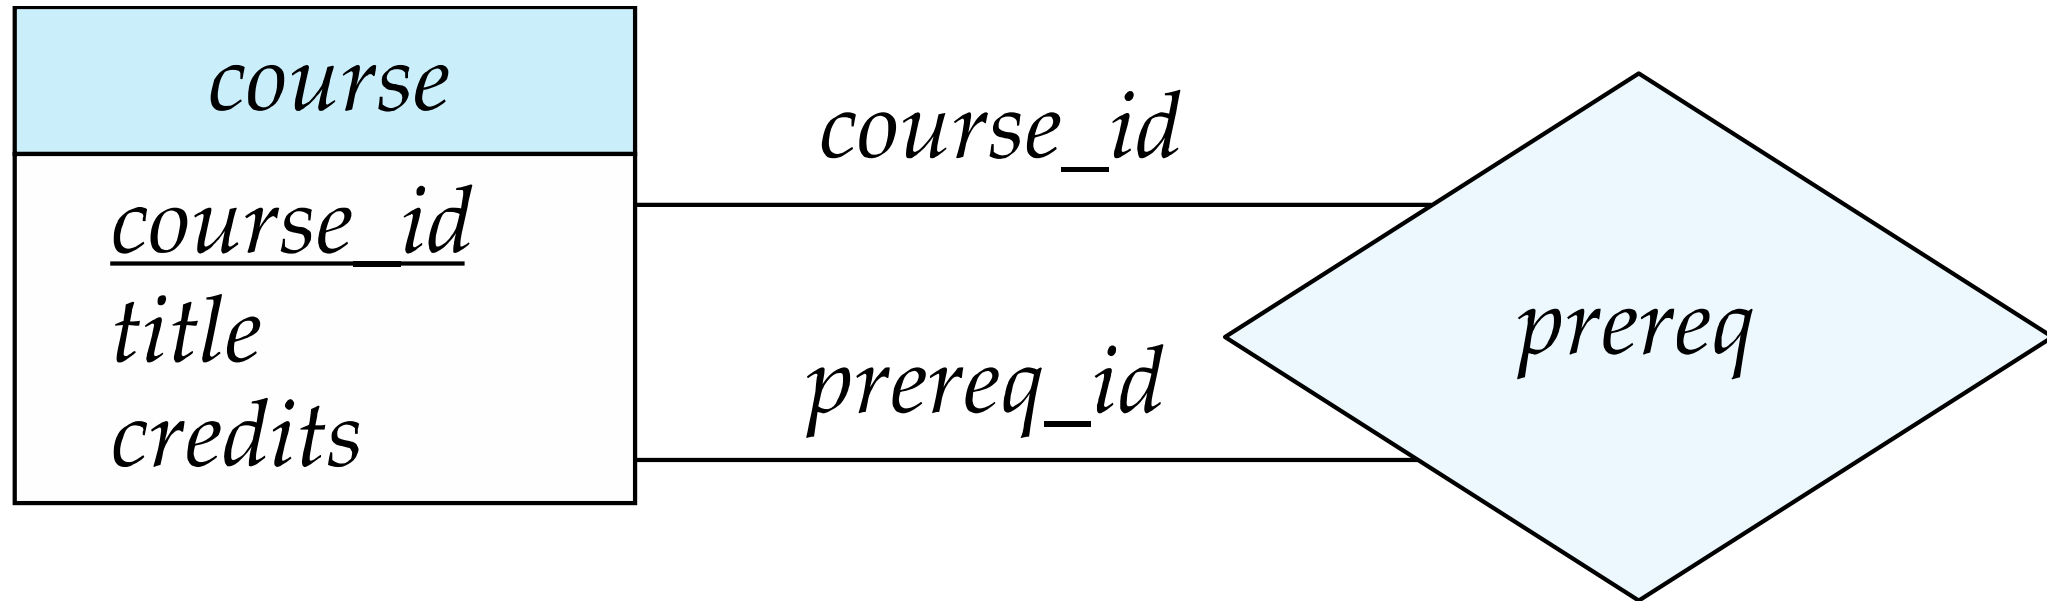 course
course_id
title
credits
course_id
prereq_id
prereq